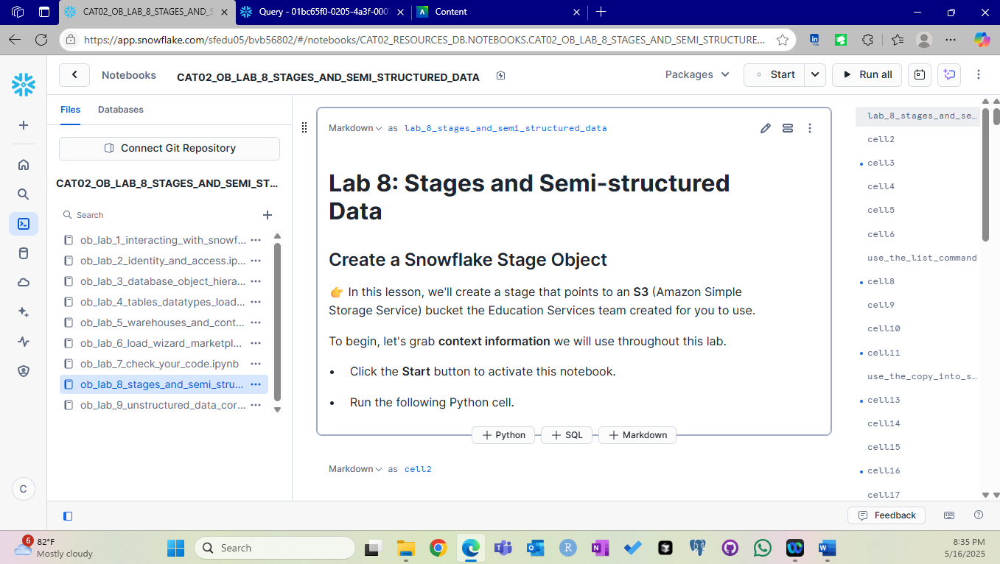 CAT02_OB_LAB_8_STAGES_AND_S
Query - 01bc65f0-0205-4a3f-000
Content
https://app.snowflake.com/sfedu05/bvb56802/#/notebooks/CAT02_RESOURCES_DB.NOTEBOOKS.CAT02_OB_LAB_8_STAGES_AND_SEMI_STRUCTURE...
Notebooks
CAT02_OB_LAB_8_STAGES_AND_SEMI_STRUCTURED_DATA
Packages
Start
Run all
Files
Databases
Connect Git Repository
CAT02_OB_LAB_8_STAGES_AND_SEMI_ST...
Search
ob_lab_1_interacting_with_snowf...
ob_lab_2_identity_and_access.ip...
ob_lab_3_database_object_hiera...
ob_lab_4_tables_datatypes_load...
ob_lab_5_warehouses_and_cont...
ob_lab_6_load_wizard_marketpl...
ob_lab_7_check_your_code.ipynb
ob_lab_8_stages_and_semi_stru...
ob_lab_9_unstructured_data_cor...
C
Markdown as lab_8_stages_and_semi_structured_data
Lab 8: Stages and Semi-structured
Data
Create a Snowflake Stage Object
👉 In this lesson, we'll create a stage that points to an S3 (Amazon Simple
Storage Service) bucket the Education Services team created for you to use.
To begin, let's grab context information we will use throughout this lab.
• Click the Start button to activate this notebook.
• Run the following Python cell.
+ Python
+ SQL
+ Markdown
Markdown as cell2
lab_8_stages_and_se...
cell2
cell3
cell4
cell5
cell6
use_the_list_command
cell8
cell9
cell10
cell11
use_the_copy_into_s...
cell13
cell14
cell15
cell16
cell17
Feedback
6
82°F
Mostly cloudy
Search
8:35 PM
5/16/2025